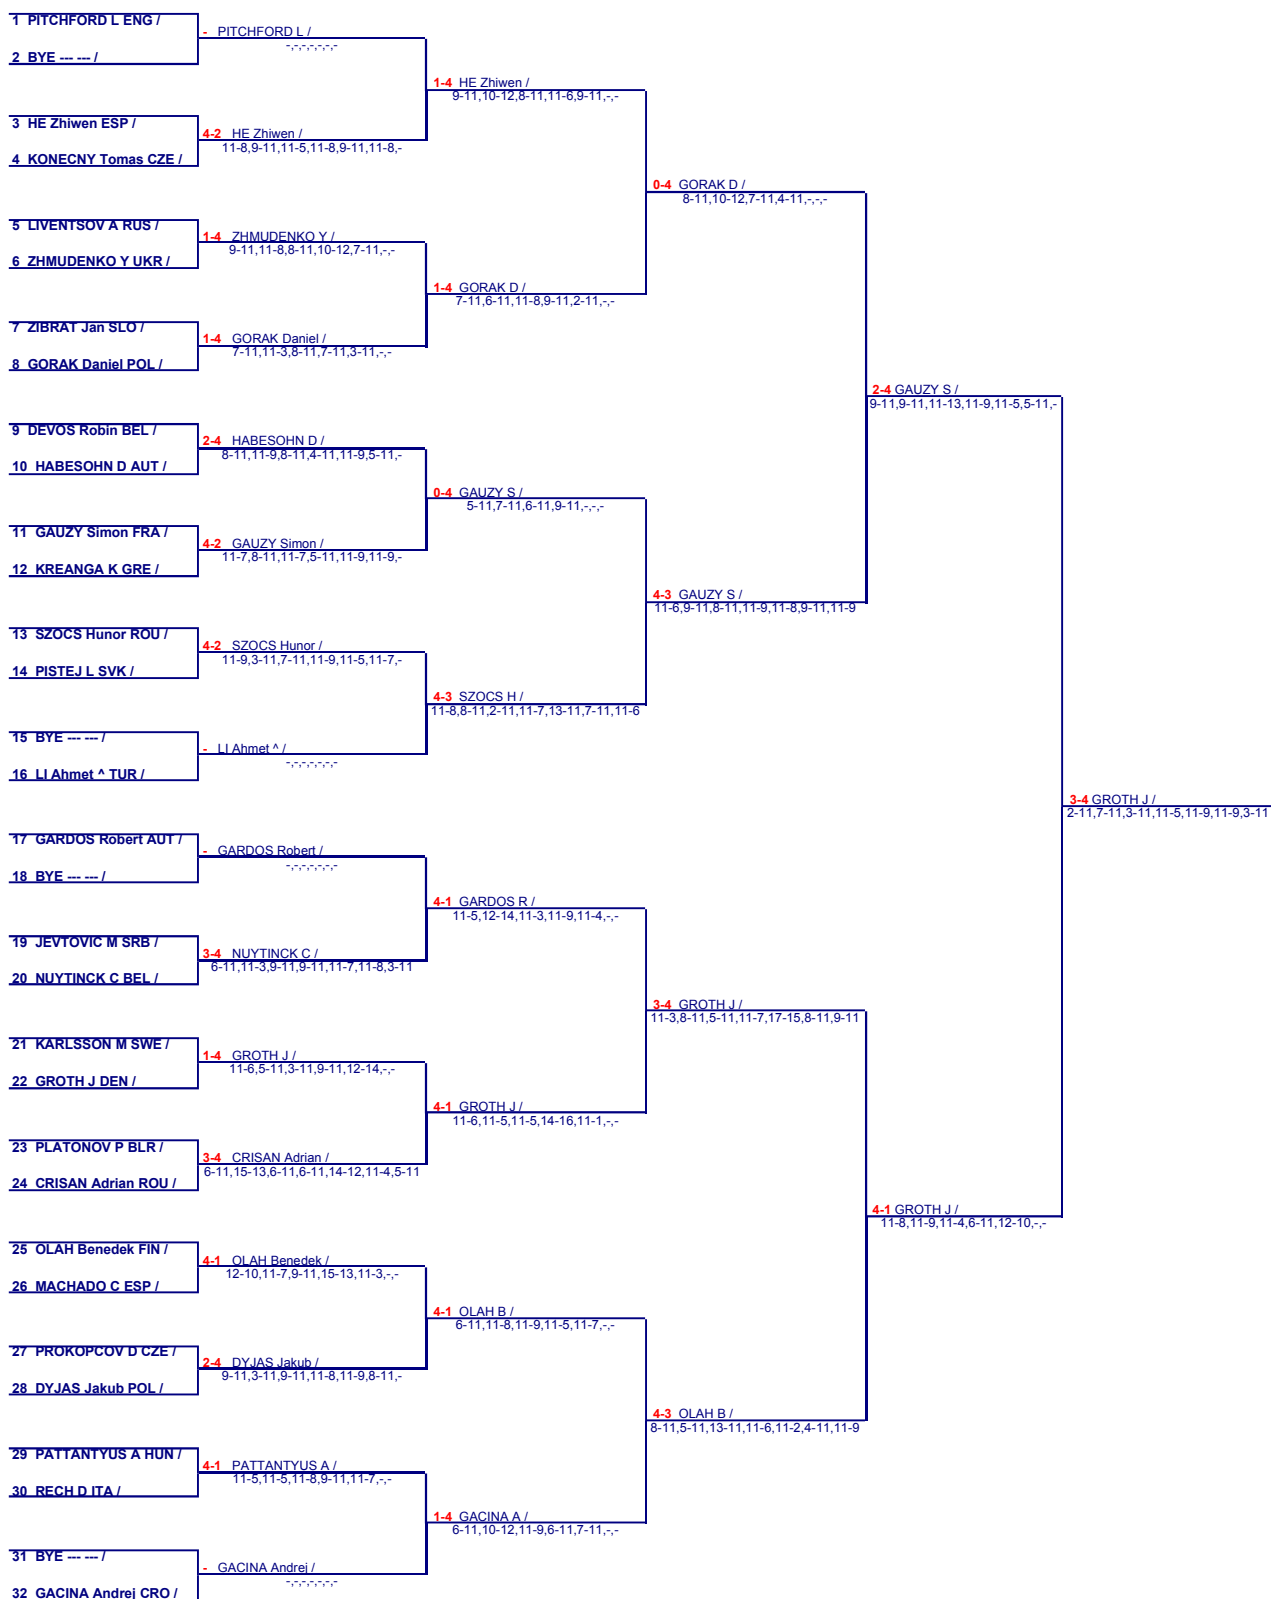 1 PITCHFORD L ENG /
- PITCHFORD L /
-,-,-,-,-,-,-
2 BYE --- --- /
1-4 HE Zhiwen /
9-11,10-12,8-11,11-6,9-11,-,-
3 HE Zhiwen ESP /
4-2 HE Zhiwen /
11-8,9-11,11-5,11-8,9-11,11-8,-
4 KONECNY Tomas CZE /
0-4 GORAK D /
8-11,10-12,7-11,4-11,-,-,-
5 LIVENTSOV A RUS /
1-4 ZHMUDENKO Y /
9-11,11-8,8-11,10-12,7-11,-,-
6 ZHMUDENKO Y UKR /
1-4 GORAK D /
7-11,6-11,11-8,9-11,2-11,-,-
7 ZIBRAT Jan SLO /
1-4 GORAK Daniel /
7-11,11-3,8-11,7-11,3-11,-,-
8 GORAK Daniel POL /
2-4 GAUZY S /
9-11,9-11,11-13,11-9,11-5,5-11,-
9 DEVOS Robin BEL /
2-4 HABESOHN D /
8-11,11-9,8-11,4-11,11-9,5-11,-
10 HABESOHN D AUT /
0-4 GAUZY S /
5-11,7-11,6-11,9-11,-,-,-
11 GAUZY Simon FRA /
4-2 GAUZY Simon /
11-7,8-11,11-7,5-11,11-9,11-9,-
12 KREANGA K GRE /
4-3 GAUZY S /
11-6,9-11,8-11,11-9,11-8,9-11,11-9
13 SZOCS Hunor ROU /
4-2 SZOCS Hunor /
11-9,3-11,7-11,11-9,11-5,11-7,-
14 PISTEJ L SVK /
4-3 SZOCS H /
11-8,8-11,2-11,11-7,13-11,7-11,11-6
15 BYE --- --- /
- LI Ahmet ^ /
-,-,-,-,-,-,-
16 LI Ahmet ^ TUR /
3-4 GROTH J /
2-11,7-11,3-11,11-5,11-9,11-9,3-11
17 GARDOS Robert AUT /
- GARDOS Robert /
-,-,-,-,-,-,-
18 BYE --- --- /
4-1 GARDOS R /
11-5,12-14,11-3,11-9,11-4,-,-
19 JEVTOVIC M SRB /
3-4 NUYTINCK C /
6-11,11-3,9-11,9-11,11-7,11-8,3-11
20 NUYTINCK C BEL /
3-4 GROTH J /
11-3,8-11,5-11,11-7,17-15,8-11,9-11
21 KARLSSON M SWE /
1-4 GROTH J /
11-6,5-11,3-11,9-11,12-14,-,-
22 GROTH J DEN /
4-1 GROTH J /
11-6,11-5,11-5,14-16,11-1,-,-
23 PLATONOV P BLR /
3-4 CRISAN Adrian /
6-11,15-13,6-11,6-11,14-12,11-4,5-11
24 CRISAN Adrian ROU /
4-1 GROTH J /
11-8,11-9,11-4,6-11,12-10,-,-
25 OLAH Benedek FIN /
4-1 OLAH Benedek /
12-10,11-7,9-11,15-13,11-3,-,-
26 MACHADO C ESP /
4-1 OLAH B /
6-11,11-8,11-9,11-5,11-7,-,-
27 PROKOPCOV D CZE /
2-4 DYJAS Jakub /
9-11,3-11,9-11,11-8,11-9,8-11,-
28 DYJAS Jakub POL /
4-3 OLAH B /
8-11,5-11,13-11,11-6,11-2,4-11,11-9
29 PATTANTYUS A HUN /
4-1 PATTANTYUS A /
11-5,11-5,11-8,9-11,11-7,-,-
30 RECH D ITA /
1-4 GACINA A /
6-11,10-12,11-9,6-11,7-11,-,-
31 BYE --- --- /
- GACINA Andrej /
-,-,-,-,-,-,-
32 GACINA Andrej CRO /